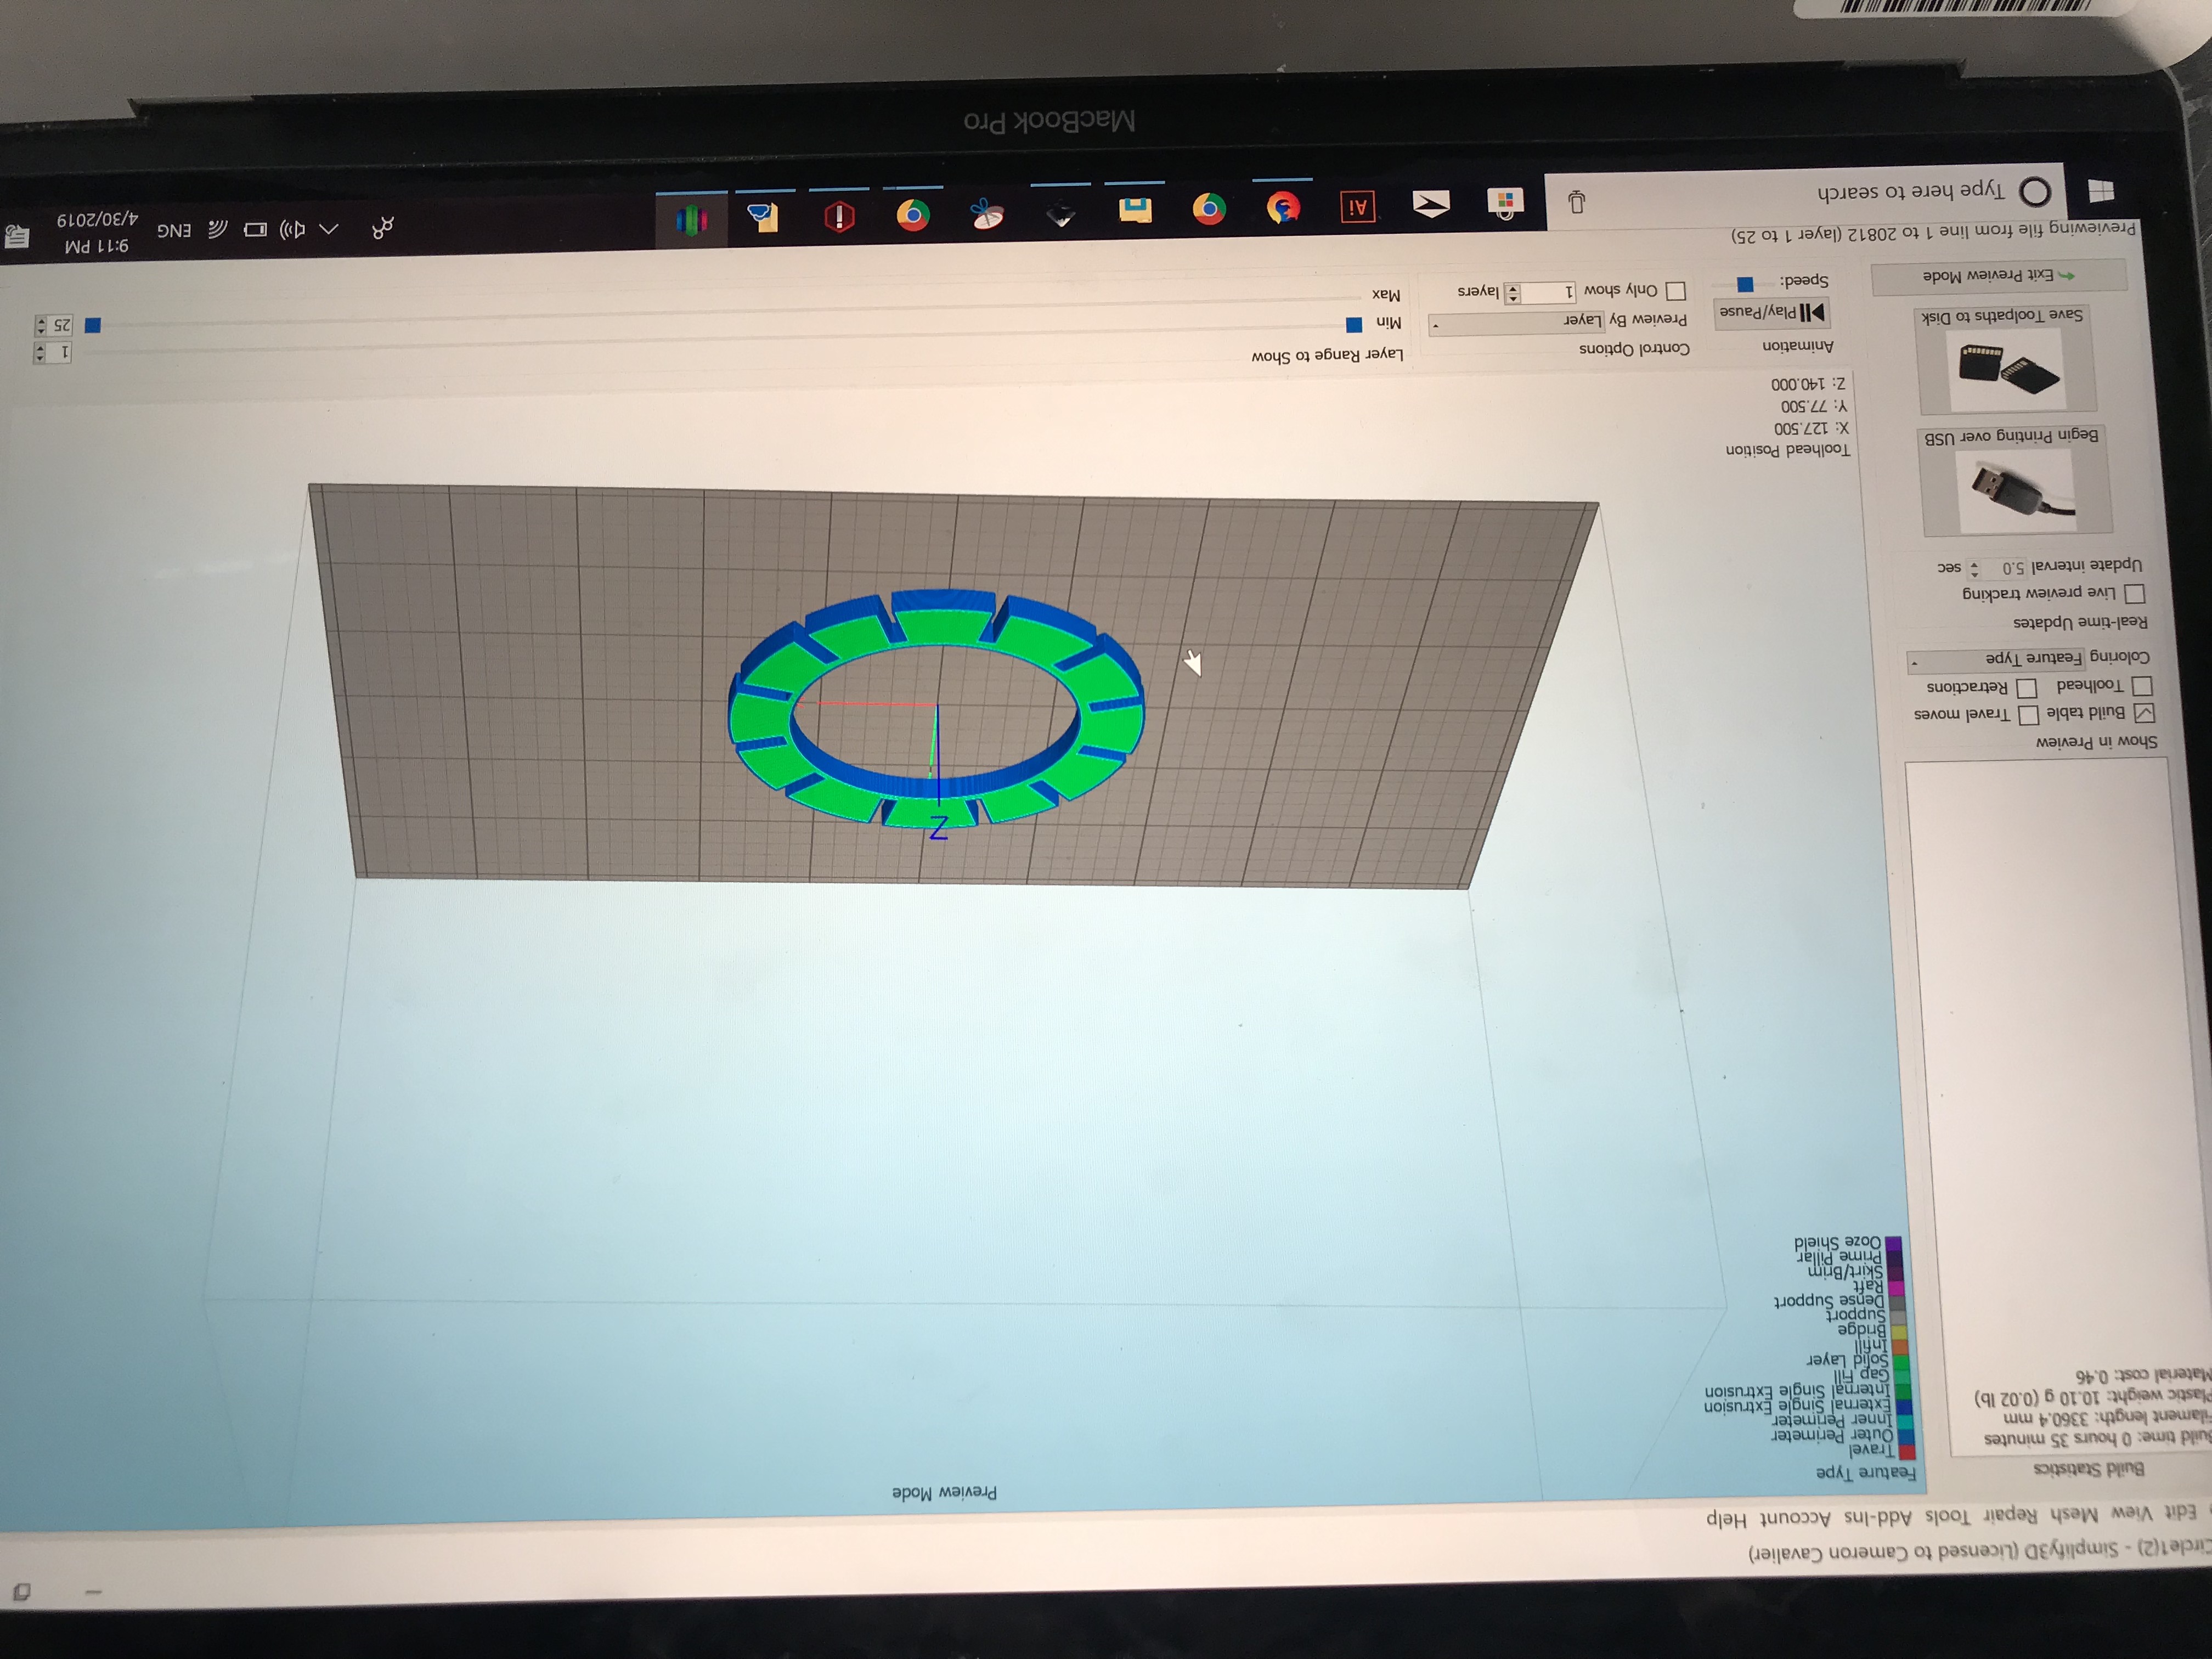 Circle1(2) - Simplify3D (Licensed to Cameron Cavalier)
Edit View Mesh Repair Tools Add-Ins Account Help
Build Statistics
Build time: 0 hours 35 minutes
Filament length: 3360.4 mm
Plastic weight: 10.10 g (0.02 lb)
Material cost: 0.46
Feature Type
Travel
Outer Perimeter
Inner Perimeter
External Single Extrusion
Internal Single Extrusion
Gap Fill
Solid Layer
Infill
Bridge
Support
Dense Support
Raft
Skirt/Brim
Prime Pillar
Ooze Shield
Preview Mode
Z
Show in Preview
Build table Travel moves
Toolhead Retractions
Coloring Feature Type
Real-time Updates
Live preview tracking
Update interval 5.0 sec
Begin Printing over USB
Save Toolpaths to Disk
Exit Preview Mode
Toolhead Position
X: 127.500
Y: 77.500
Z: 140.000
Animation
Play/Pause
Speed:
Control Options
Preview By Layer
Only show 1 layers
Layer Range to Show
Min 1
Max 25
Previewing file from line 1 to 20812 (layer 1 to 25)
Type here to search
Ai
ENG
9:11 PM
4/30/2019
MacBook Pro